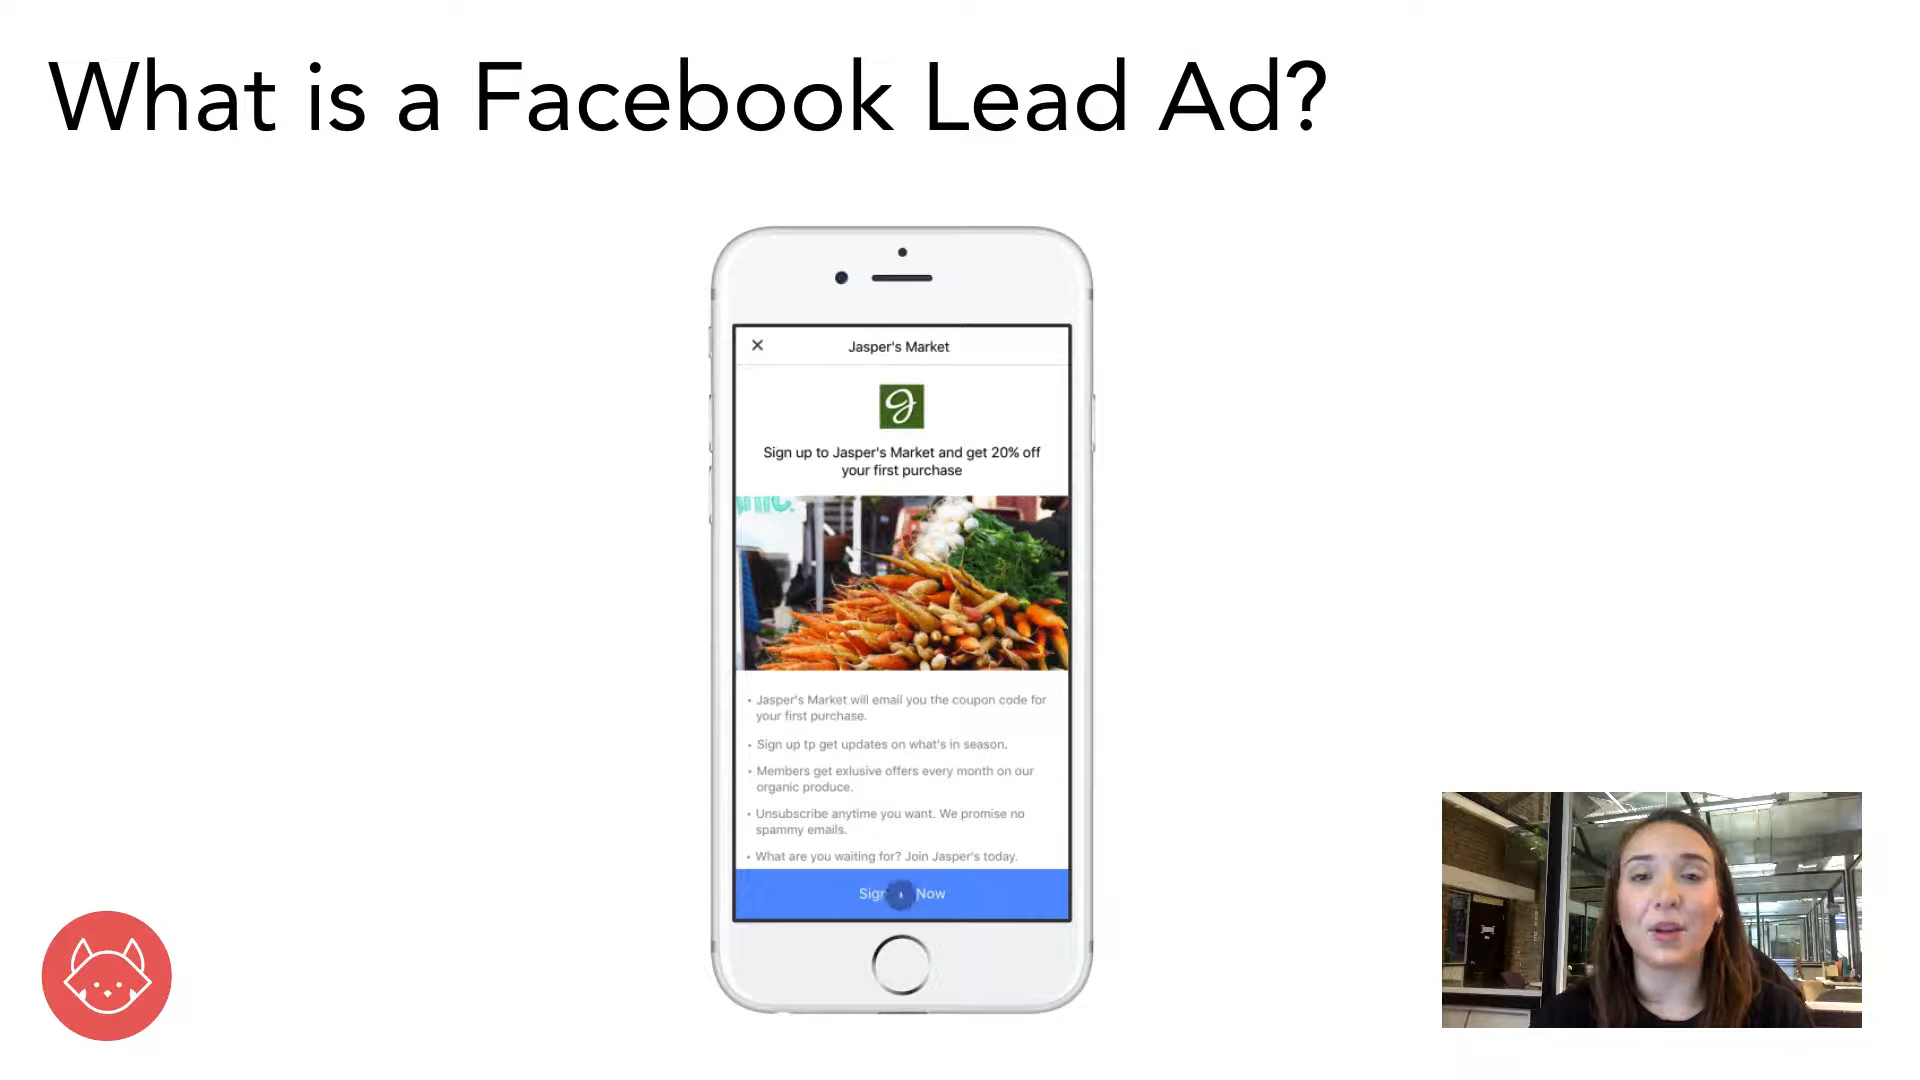 What is a Facebook Lead Ad?
Jasper's Market
Sign up to Jasper's Market and get 20% off
your first purchase
• Jasper's Market will email you the coupon code for
your first purchase.
• Sign up tp get updates on what's in season.
• Members get exlusive offers every month on our
organic produce.
• Unsubscribe anytime you want. We promise no
spammy emails.
• What are you waiting for? Join Jasper's today.
Now